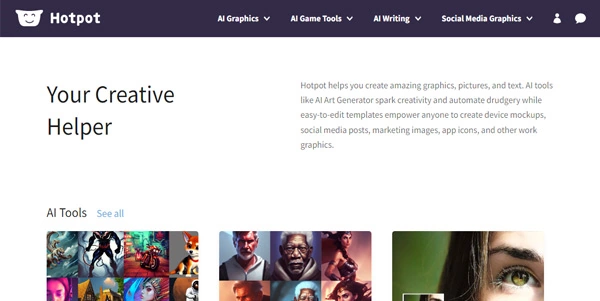 Hotpot
AI Graphics
AI Game Tools
AI Writing
Social Media Graphics
Your Creative
Helper
Hotpot helps you create amazing graphics, pictures, and text. AI tools
like AI Art Generator spark creativity and automate drudgery while
easy-to-edit templates empower anyone to create device mockups,
social media posts, marketing images, app icons, and other work
graphics.
AI Tools See all